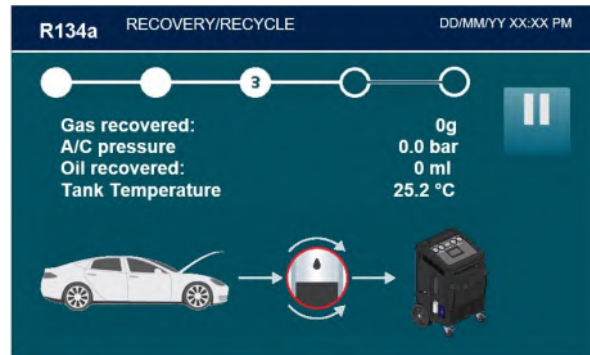 R134a RECOVERY/RECYCLE DD/MM/YY XX:XX PM
3
Gas recovered: 0g
A/C pressure 0.0 bar
Oil recovered: 0 ml
Tank Temperature 25.2 °C